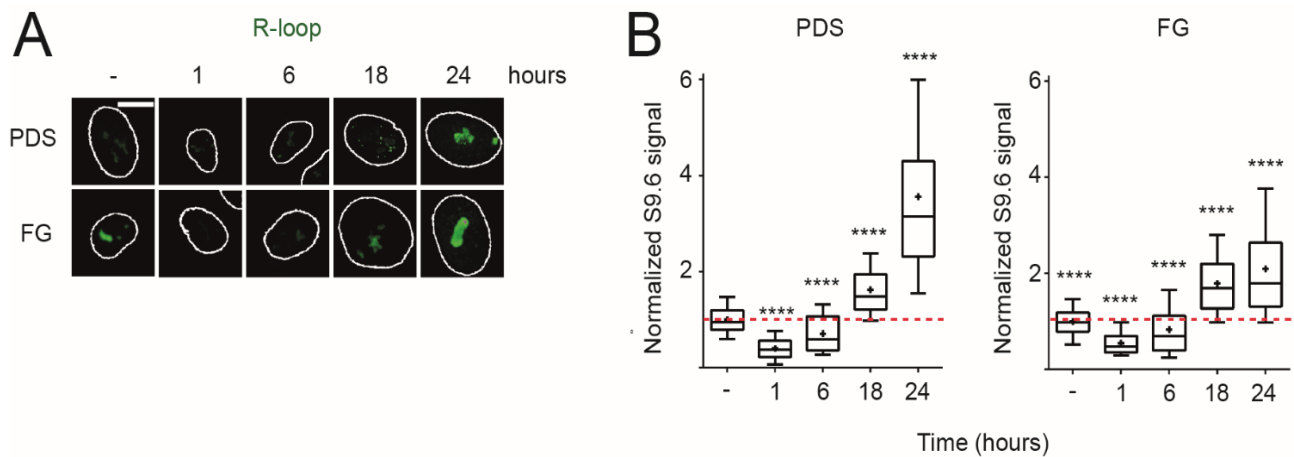 A
R-loop
- 1 6 18 24 hours
PDS
FG
B
PDS
FG
Normalized S9.6 signal
6
4
2
****
****
****
****
- 1 6 18 24
Normalized S9.6 signal
6
4
2
****
****
****
****
****
- 1 6 18 24
Time (hours)